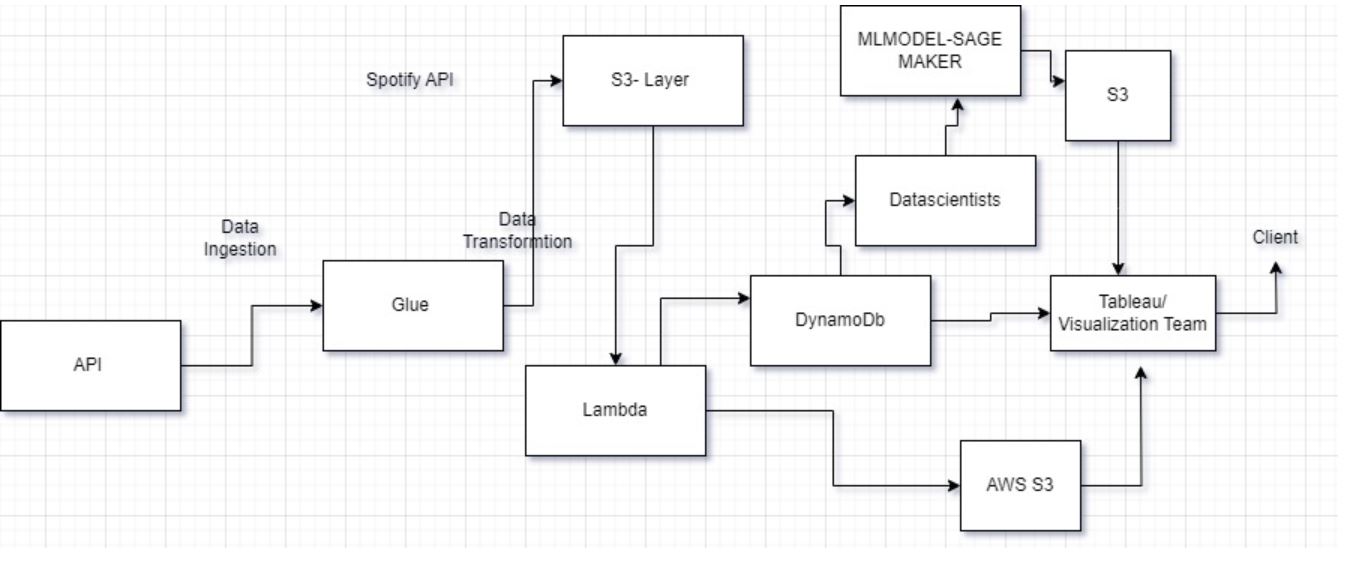 MLMODEL-SAGE
MAKER
Spotify API
S3- Layer
S3
Datascientists
Data
Ingestion
Data
Transformtion
Client
Glue
DynamoDb
Tableau/
Visualization Team
API
Lambda
AWS S3